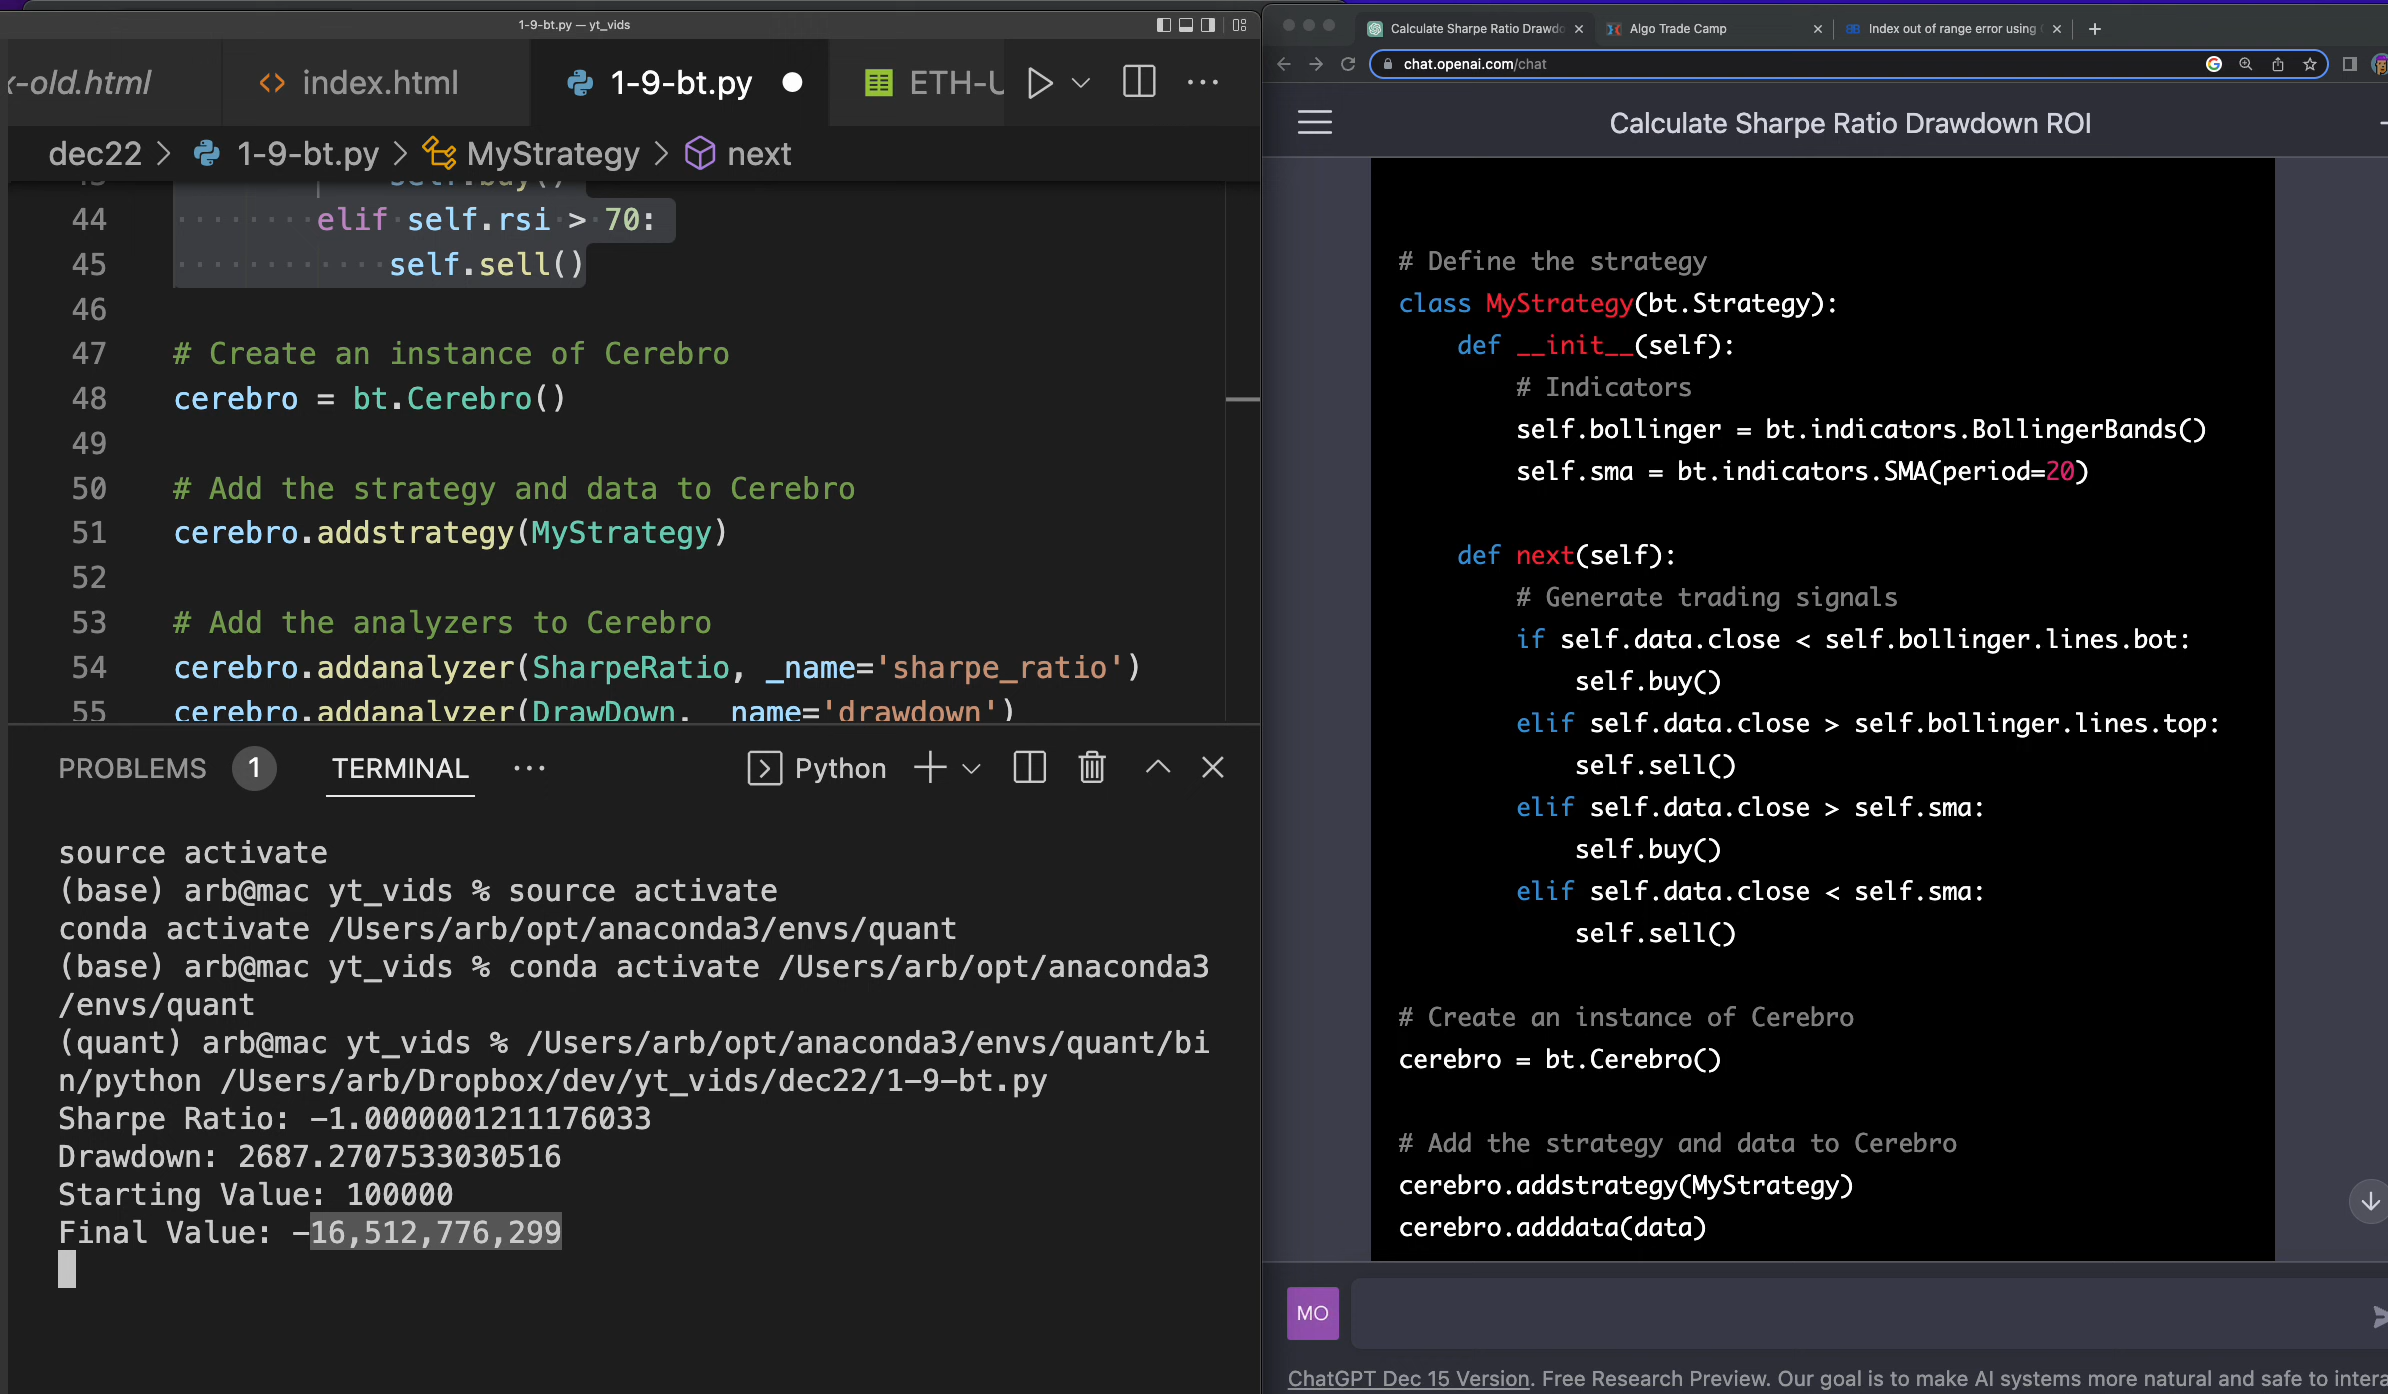 1-9-bt.py — yt_vids
x-old.html
<> index.html
1-9-bt.py
ETH-U
dec22 > 1-9-bt.py > MyStrategy > next
43 self.buy()
44 elif self.rsi > 70:
45 self.sell()
46
47 # Create an instance of Cerebro
48 cerebro = bt.Cerebro()
49
50 # Add the strategy and data to Cerebro
51 cerebro.addstrategy(MyStrategy)
52
53 # Add the analyzers to Cerebro
54 cerebro.addanalyzer(SharpeRatio, _name='sharpe_ratio')
55 cerebro.addanalyzer(DrawDown, _name='drawdown')
PROBLEMS 1 TERMINAL ··· Python
source activate
(base) arb@mac yt_vids % source activate
conda activate /Users/arb/opt/anaconda3/envs/quant
(base) arb@mac yt_vids % conda activate /Users/arb/opt/anaconda3
/envs/quant
(quant) arb@mac yt_vids % /Users/arb/opt/anaconda3/envs/quant/bi
n/python /Users/arb/Dropbox/dev/yt_vids/dec22/1-9-bt.py
Sharpe Ratio: -1.0000001211176033
Drawdown: 2687.2707533030516
Starting Value: 100000
Final Value: -16,512,776,299
Calculate Sharpe Ratio Drawdo
Algo Trade Camp
Index out of range error using
chat.openai.com/chat
Calculate Sharpe Ratio Drawdown ROI
# Define the strategy
class MyStrategy(bt.Strategy):
def __init__(self):
# Indicators
self.bollinger = bt.indicators.BollingerBands()
self.sma = bt.indicators.SMA(period=20)
def next(self):
# Generate trading signals
if self.data.close < self.bollinger.lines.bot:
self.buy()
elif self.data.close > self.bollinger.lines.top:
self.sell()
elif self.data.close > self.sma:
self.buy()
elif self.data.close < self.sma:
self.sell()
# Create an instance of Cerebro
cerebro = bt.Cerebro()
# Add the strategy and data to Cerebro
cerebro.addstrategy(MyStrategy)
cerebro.adddata(data)
MO
ChatGPT Dec 15 Version. Free Research Preview. Our goal is to make AI systems more natural and safe to intera